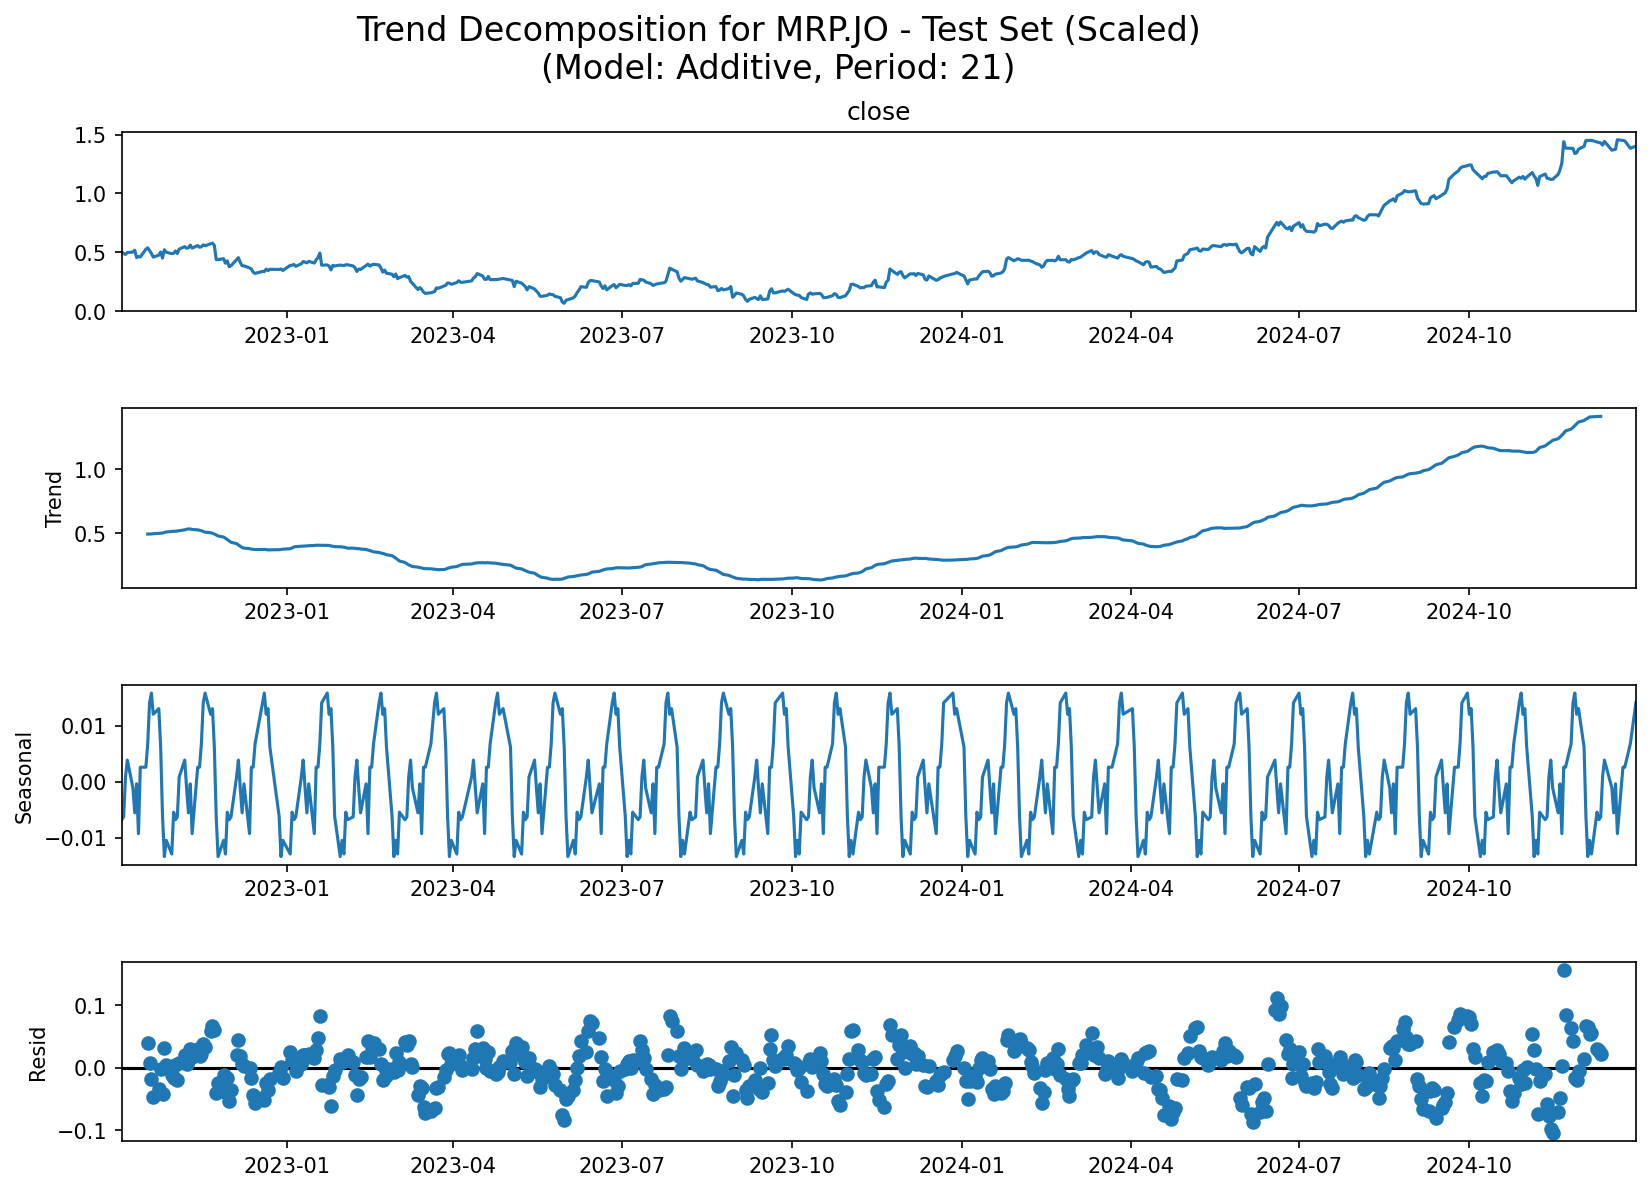 Trend Decomposition for MRP.JO - Test Set (Scaled)
(Model: Additive, Period: 21)
close
1.5
1.0
0.5
0.0
2023-01 2023-04 2023-07 2023-10 2024-01 2024-04 2024-07 2024-10
Trend
1.0
0.5
2023-01 2023-04 2023-07 2023-10 2024-01 2024-04 2024-07 2024-10
Seasonal
0.01
0.00
−0.01
2023-01 2023-04 2023-07 2023-10 2024-01 2024-04 2024-07 2024-10
Resid
0.1
0.0
−0.1
2023-01 2023-04 2023-07 2023-10 2024-01 2024-04 2024-07 2024-10